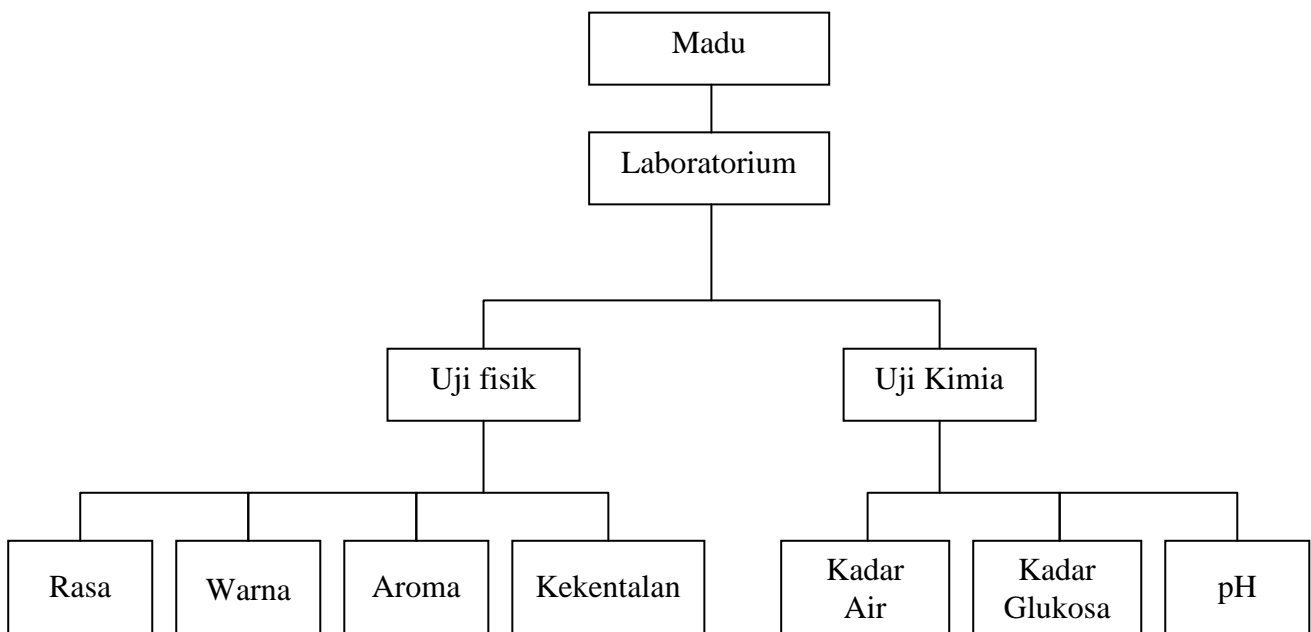 Madu
Laboratorium
Uji fisik
Uji Kimia
Rasa
Warna
Aroma
Kekentalan
Kadar
Air
Kadar
Glukosa
pH